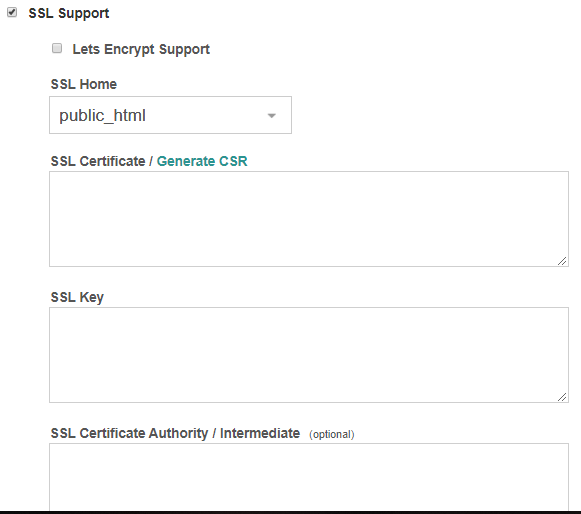 SSL Support
Lets Encrypt Support
SSL Home
public_html
SSL Certificate / Generate CSR
SSL Key
SSL Certificate Authority / Intermediate (optional)